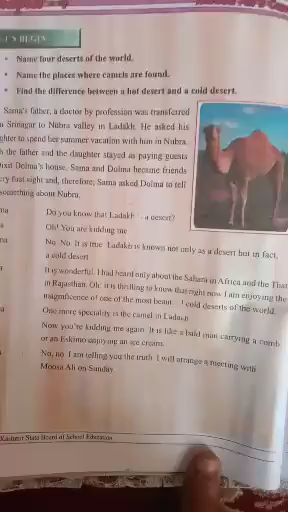 S BEGIN
• Name four deserts of the world.
• Name the places where camels are found.
• Find the difference between a hot desert and a cold desert.
Sama's father, a doctor by profession was transferred
Srinagar to Nubra valley in Ladakh. He asked his
ghter to spend her summer vacation with him in Nubra.
the father and the daughter stayed as paying guests
Dolma's house. Sama and Dolma become friends
ery first sight and, therefore, Sama asked Dolma to tell
something about Nubra.
Do you know that Ladakh a desert?
Oh! You are kidding me
No No It is true Ladakh is known not only as a desert but in fact,
a cold desert
It is wonderful. I had heard only about the Sahara in Africa and the Thar
in Rajasthan. Oh! it is thrilling to know that right now I am enjoying the
magnificence of one of the most beaut cold deserts of the world.
One more speciality is the camel in Ladakh
Now you're kidding me again It is like a bald man carrying a comb
or an Eskimo enjoying an ice cream.
No, no I am telling you the truth I will arrange a meeting with
Moosa Ali on Sunday
Kashmir State Board of School Education